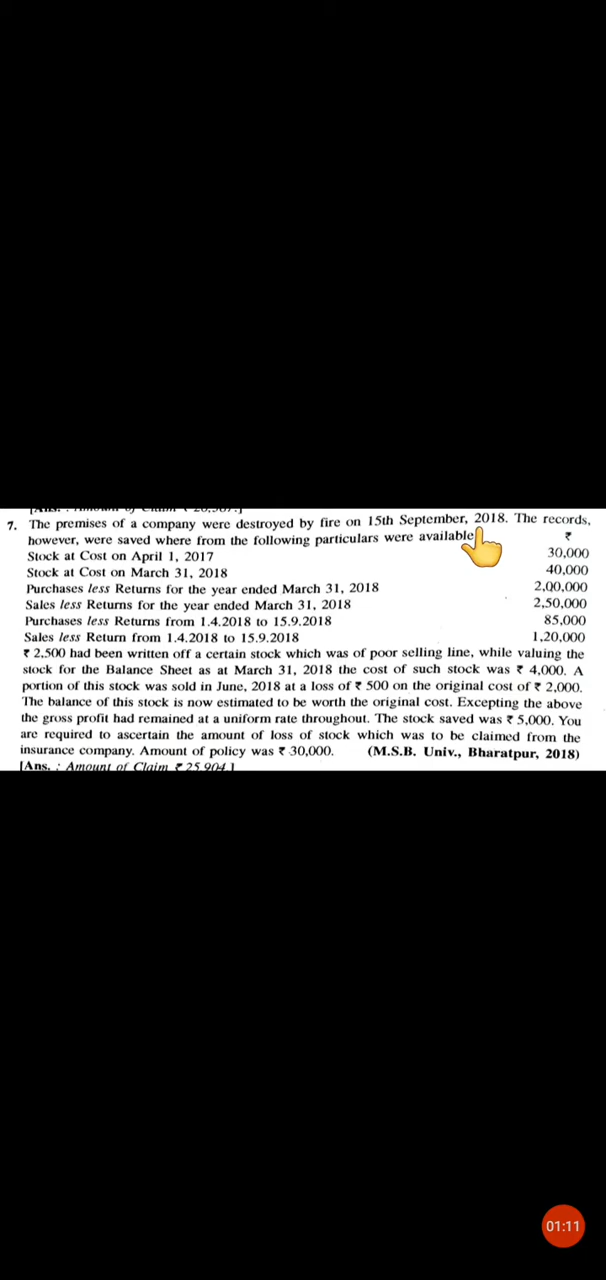 [Ans. : Amount of Claim ₹ 26,567.]
7. The premises of a company were destroyed by fire on 15th September, 2018. The records,
however, were saved where from the following particulars were available
₹
Stock at Cost on April 1, 2017 30,000
Stock at Cost on March 31, 2018 40,000
Purchases less Returns for the year ended March 31, 2018 2,00,000
Sales less Returns for the year ended March 31, 2018 2,50,000
Purchases less Returns from 1.4.2018 to 15.9.2018 85,000
Sales less Return from 1.4.2018 to 15.9.2018 1,20,000
₹ 2,500 had been written off a certain stock which was of poor selling line, while valuing the
stock for the Balance Sheet as at March 31, 2018 the cost of such stock was ₹ 4,000. A
portion of this stock was sold in June, 2018 at a loss of ₹ 500 on the original cost of ₹ 2,000.
The balance of this stock is now estimated to be worth the original cost. Excepting the above
the gross profit had remained at a uniform rate throughout. The stock saved was ₹ 5,000. You
are required to ascertain the amount of loss of stock which was to be claimed from the
insurance company. Amount of policy was ₹ 30,000. (M.S.B. Univ., Bharatpur, 2018)
[Ans. : Amount of Claim ₹ 25,904.]
01:11